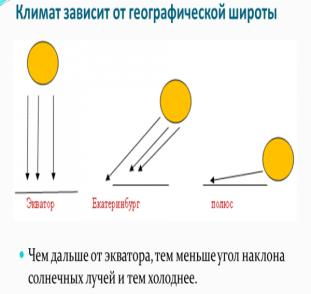 Климат зависит от географической широты
Экватор Екатеринбург полюс
• Чем дальше от экватора, тем меньше угол наклона
солнечных лучей и тем холоднее.